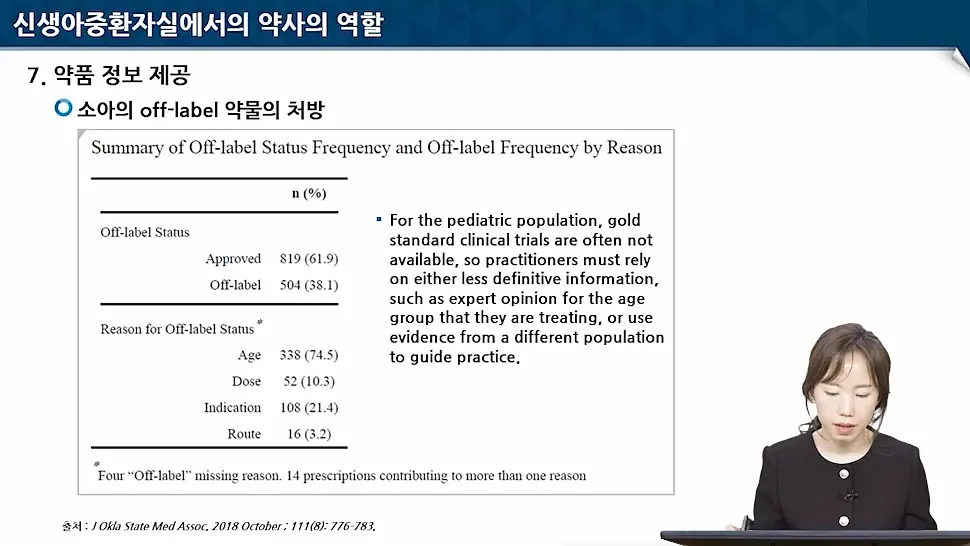 신생아중환자실에서의 약사의 역할
7. 약품 정보 제공
소아의 off-label 약물의 처방
Summary of Off-label Status Frequency and Off-label Frequency by Reason
n (%)
Off-label Status
Approved 819 (61.9)
Off-label 504 (38.1)
Reason for Off-label Status*
Age 338 (74.5)
Dose 52 (10.3)
Indication 108 (21.4)
Route 16 (3.2)
*Four “Off-label” missing reason. 14 prescriptions contributing to more than one reason
▪ For the pediatric population, gold
standard clinical trials are often not
available, so practitioners must rely
on either less definitive information,
such as expert opinion for the age
group that they are treating, or use
evidence from a different population
to guide practice.
출처 : J Okla State Med Assoc. 2018 October ; 111(8): 776-783.